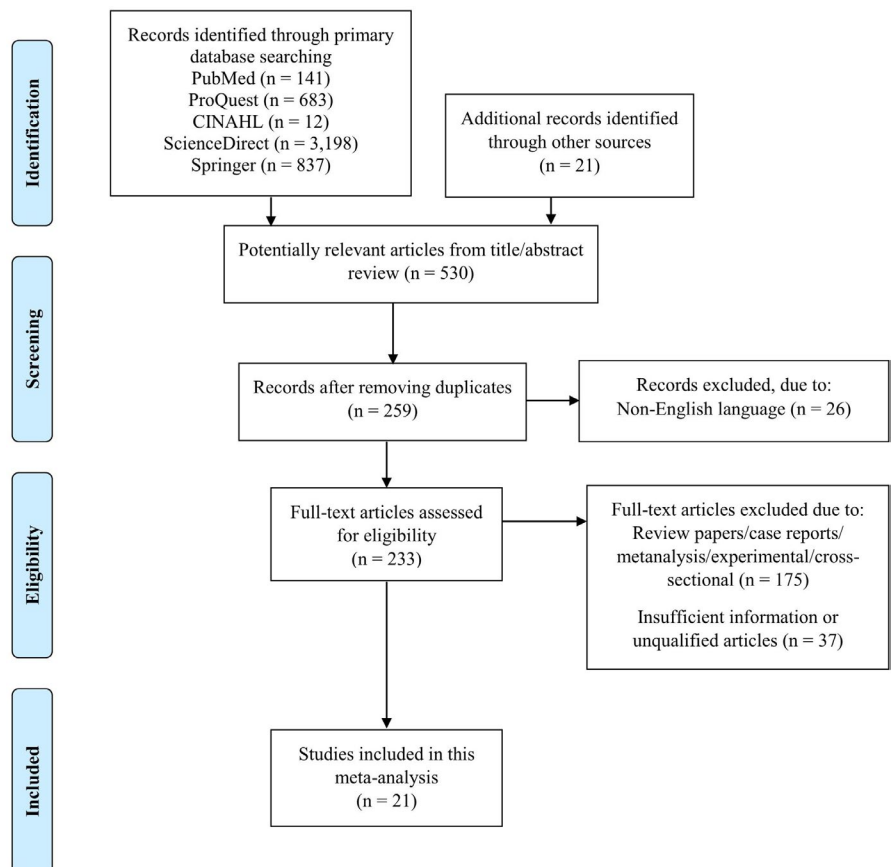 Identification
Records identified through primary
database searching
PubMed (n = 141)
ProQuest (n = 683)
CINAHL (n = 12)
ScienceDirect (n = 3,198)
Springer (n = 837)
Additional records identified
through other sources
(n = 21)
Potentially relevant articles from title/abstract
review (n = 530)
Screening
Records after removing duplicates
(n = 259)
Records excluded, due to:
Non-English language (n = 26)
Eligibility
Full-text articles assessed
for eligibility
(n = 233)
Full-text articles excluded due to:
Review papers/case reports/
metanalysis/experimental/cross-
sectional (n = 175)
Insufficient information or
unqualified articles (n = 37)
Included
Studies included in this
meta-analysis
(n = 21)